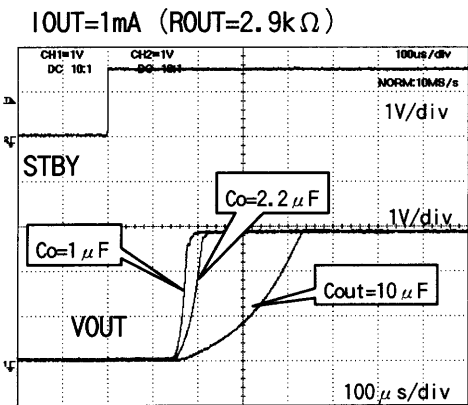 IOUT=1mA (ROUT=2.9kΩ)
CH1=1V CH2=1V 100us/div
DC 10:1 DC 10:1
NORM:10MS/s
1V/div
STBY
Co=2.2μF
1V/div
Co=1μF
Cout=10μF
VOUT
100μs/div